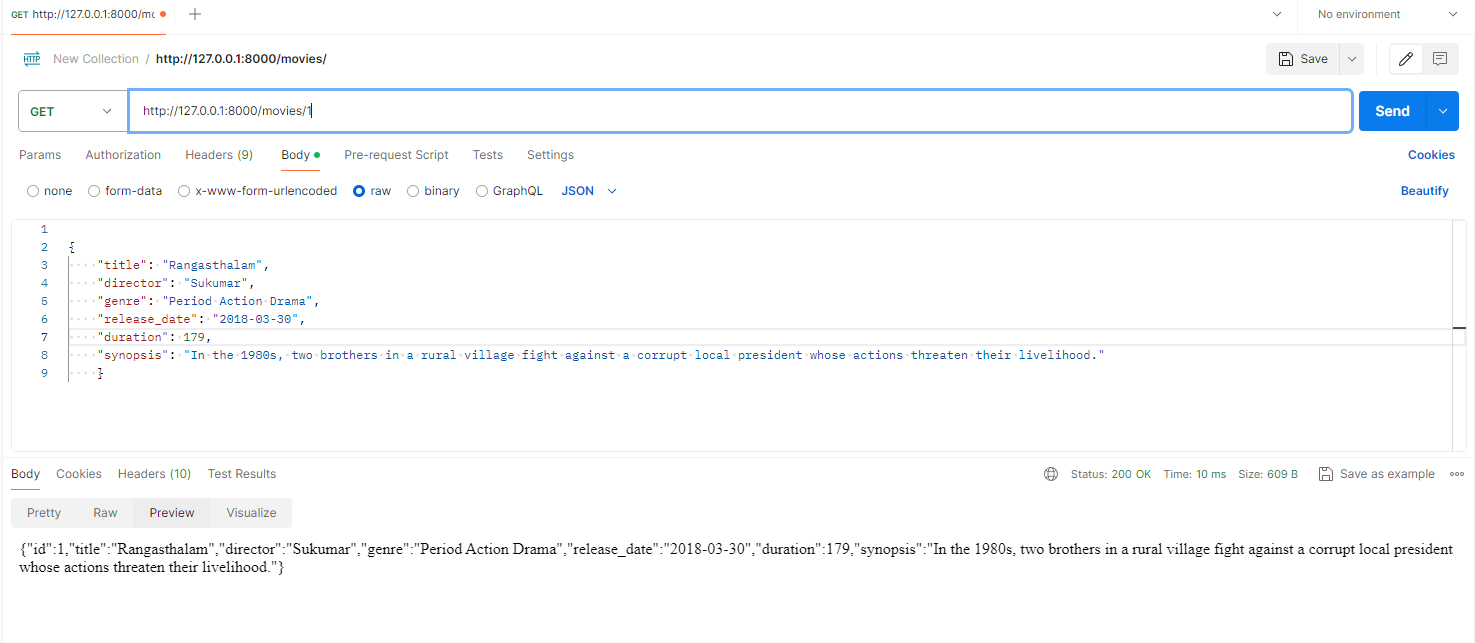 GET http://127.0.0.1:8000/mc
No environment
HTTP New Collection / http://127.0.0.1:8000/movies/
Save
GET http://127.0.0.1:8000/movies/1 Send
Params Authorization Headers (9) Body Pre-request Script Tests Settings Cookies
none form-data x-www-form-urlencoded raw binary GraphQL JSON Beautify
1
2 {
3 "title": "Rangasthalam",
4 "director": "Sukumar",
5 "genre": "Period Action Drama",
6 "release_date": "2018-03-30",
7 "duration": 179,
8 "synopsis": "In the 1980s, two brothers in a rural village fight against a corrupt local president whose actions threaten their livelihood."
9 }
Body Cookies Headers (10) Test Results Status: 200 OK Time: 10 ms Size: 609 B Save as example
Pretty Raw Preview Visualize
{"id":1,"title":"Rangasthalam","director":"Sukumar","genre":"Period Action Drama","release_date":"2018-03-30","duration":179,"synopsis":"In the 1980s, two brothers in a rural village fight against a corrupt local president
whose actions threaten their livelihood."}